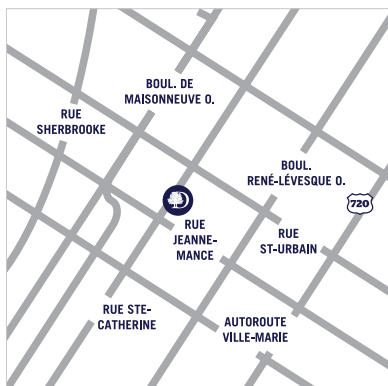 BOUL. DE
MAISONNEUVE O.
RUE
SHERBROOKE
BOUL.
RENÉ-LÉVESQUE O.
720
RUE
JEANNE-
MANCE
RUE
ST-URBAIN
RUE STE-
CATHERINE
AUTOROUTE
VILLE-MARIE